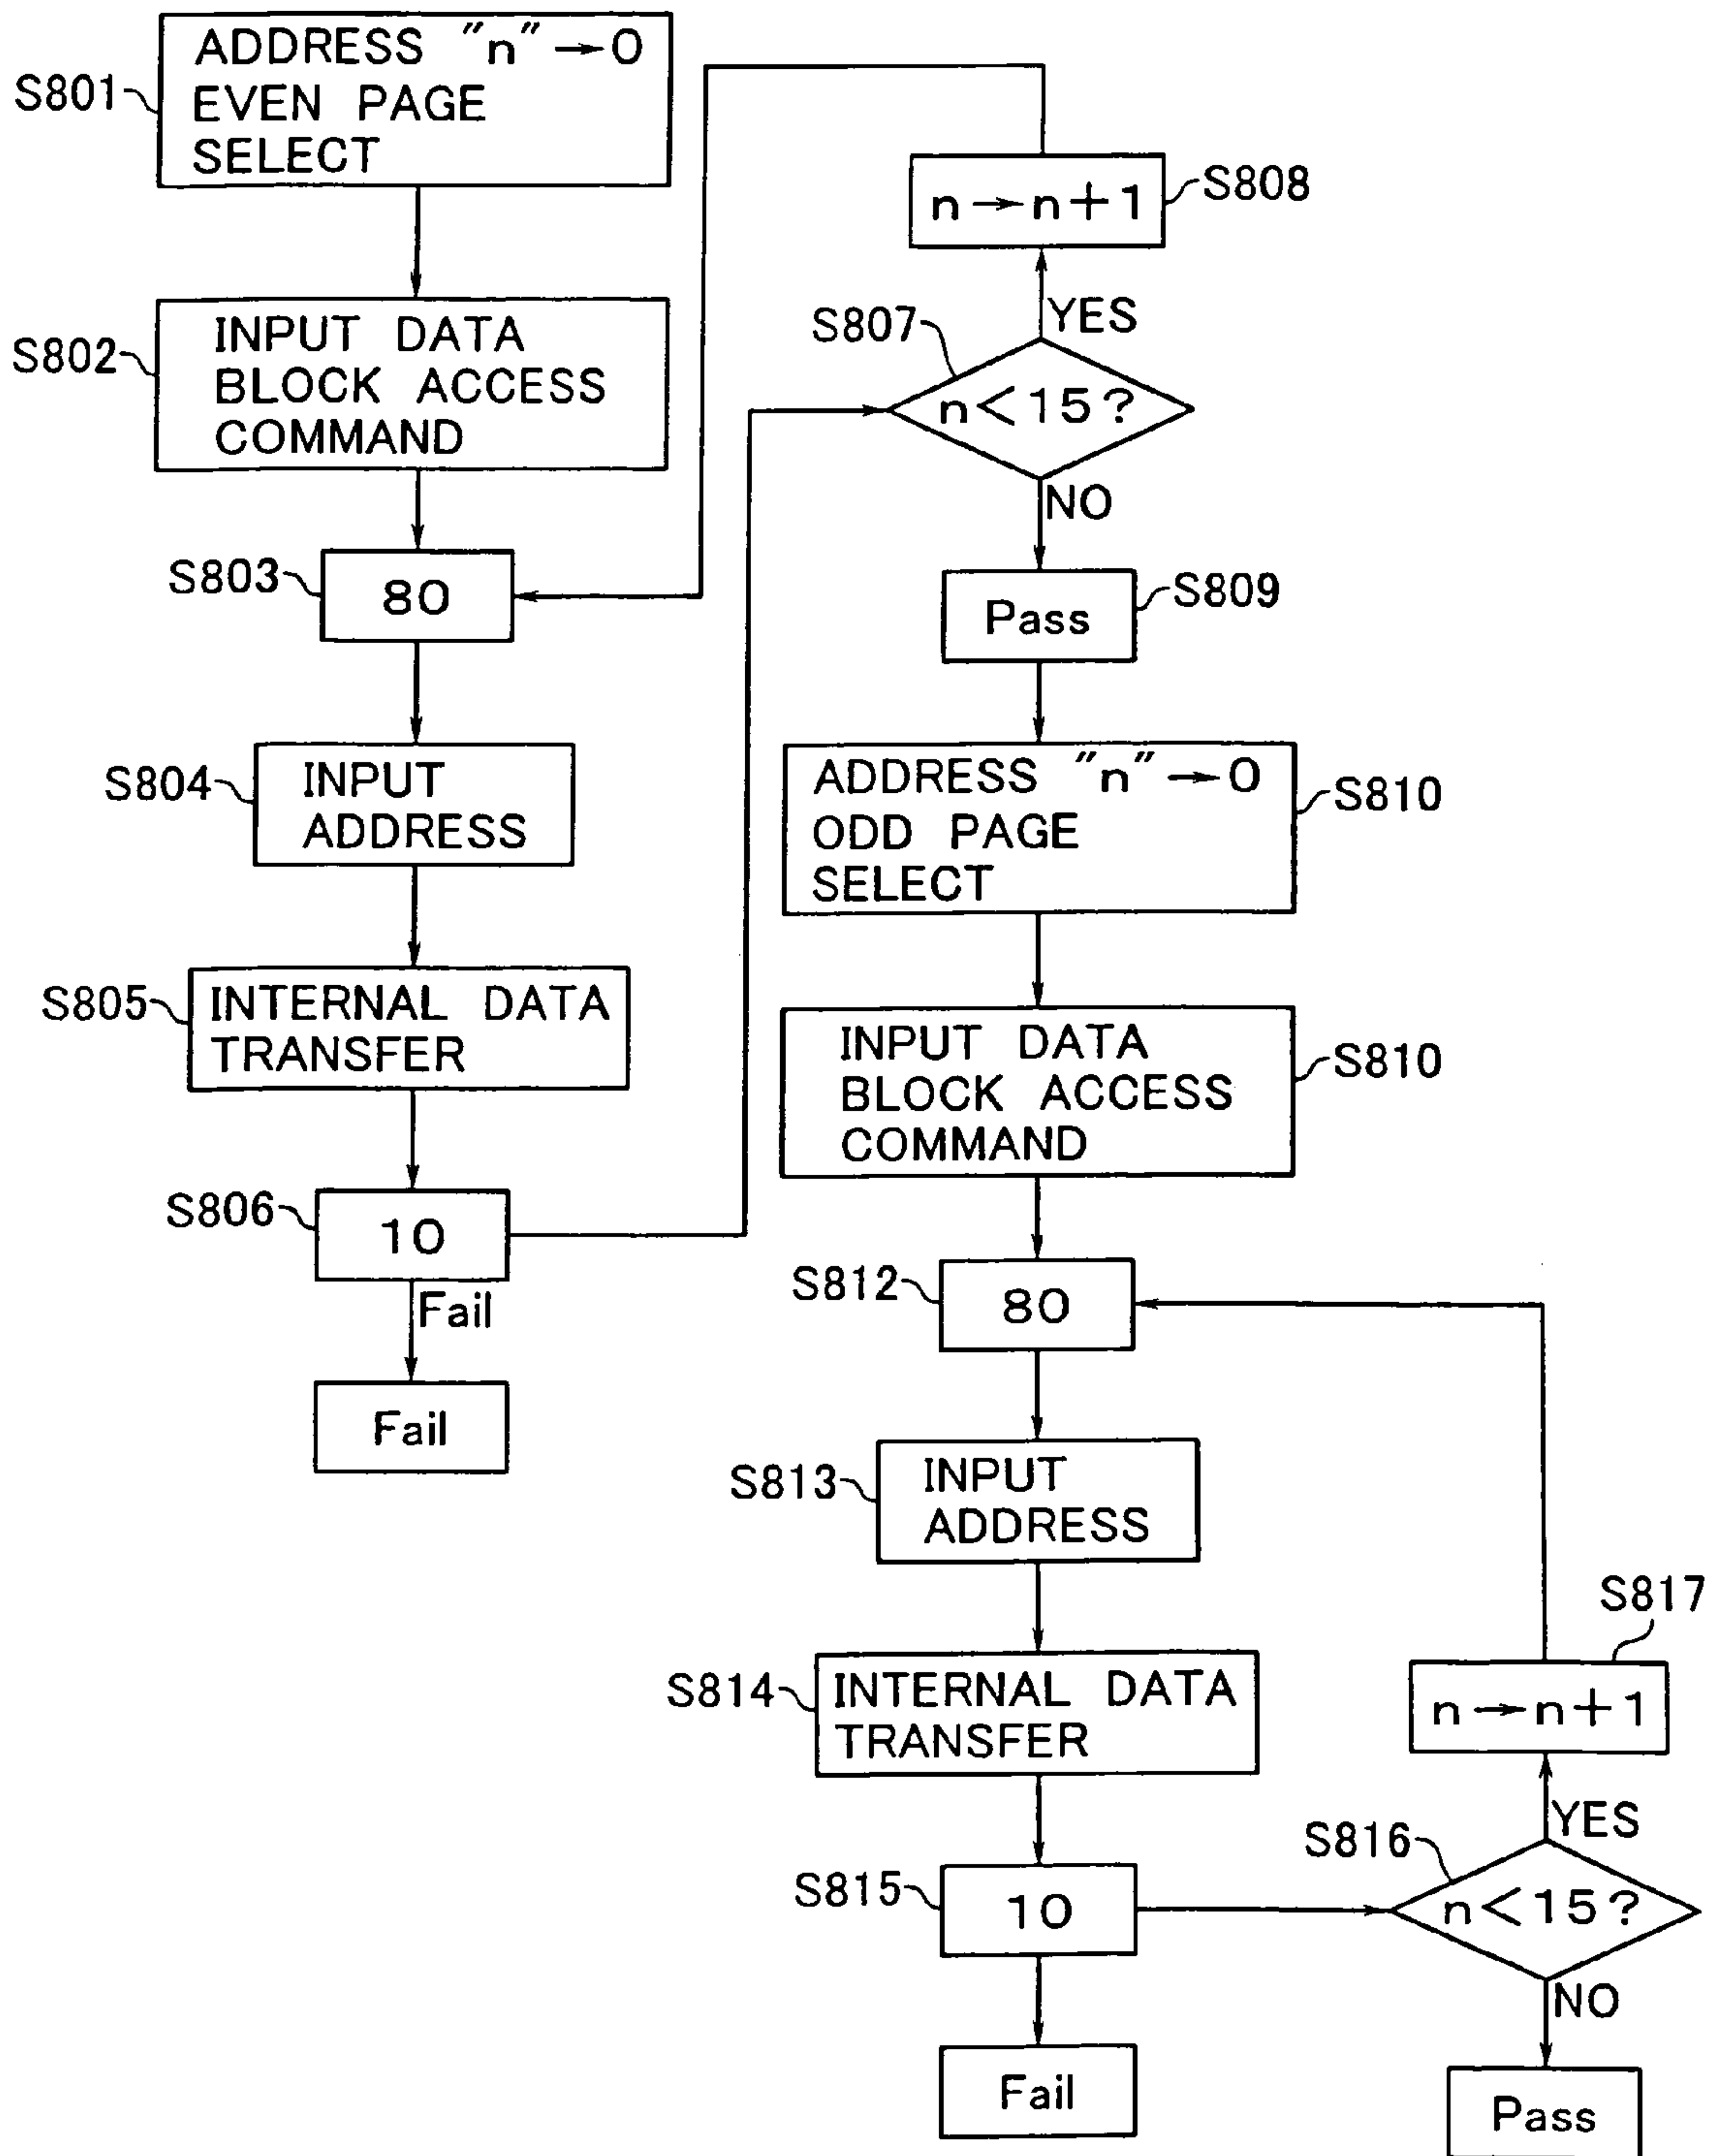 S801
ADDRESS "n" → 0
EVEN PAGE
SELECT
S802
INPUT DATA
BLOCK ACCESS
COMMAND
S803
80
S804
INPUT
ADDRESS
S805
INTERNAL DATA
TRANSFER
S806
10
Fail
Fail
S808
n → n + 1
YES
S807
n < 15 ?
NO
S809
Pass
ADDRESS "n" → 0
ODD PAGE
SELECT
S810
INPUT DATA
BLOCK ACCESS
COMMAND
S810
S812
80
S813
INPUT
ADDRESS
S814
INTERNAL DATA
TRANSFER
S815
10
Fail
S817
n → n + 1
YES
S816
n < 15 ?
NO
Pass